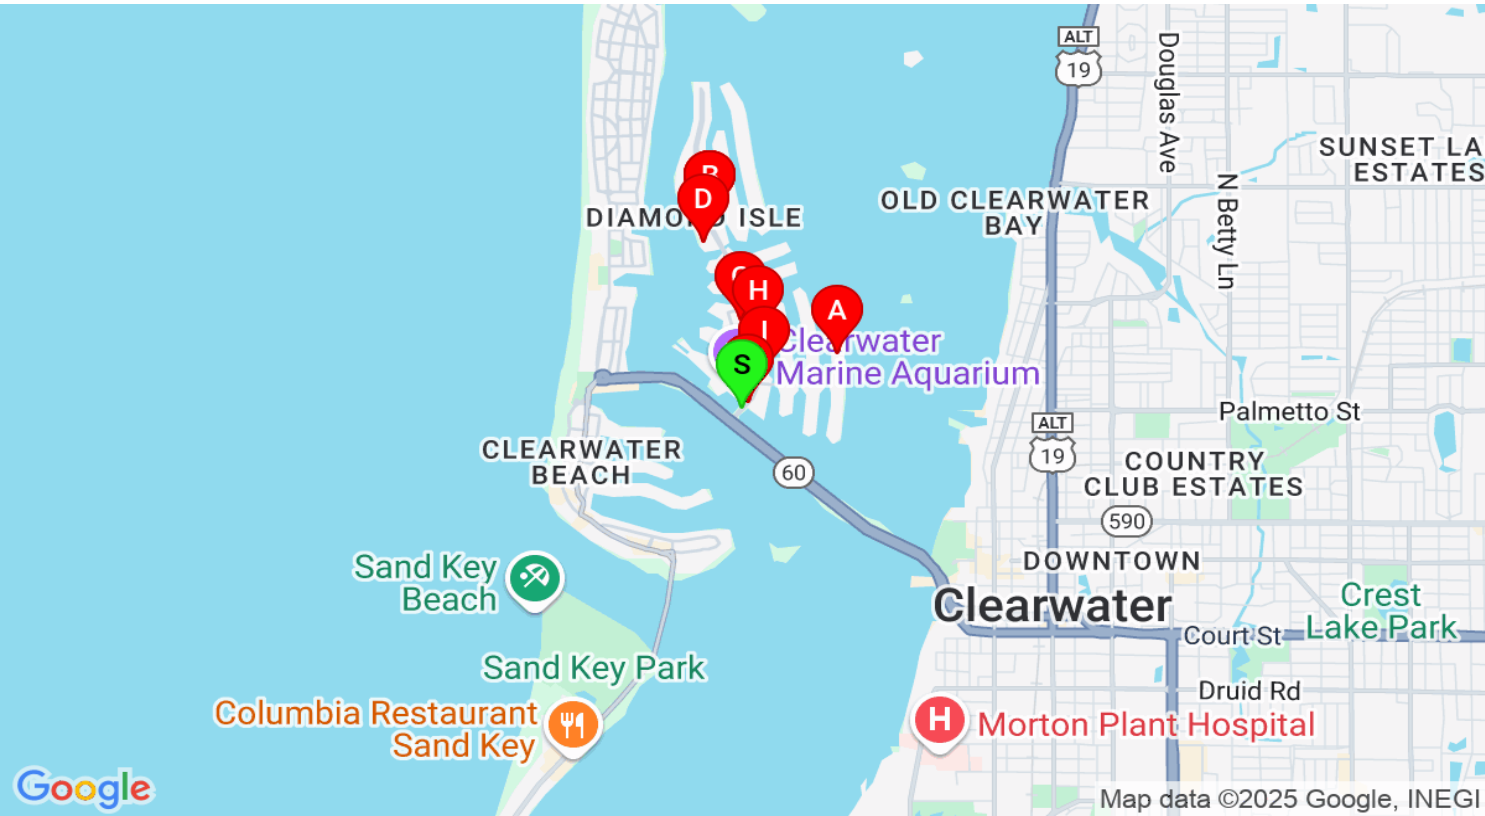 ALT
19
Douglas Ave
SUNSET LA
ESTATES
N Betty Ln
OLD CLEARWATER
BAY
B
D
DIAMOND ISLE
H
A
I
S
Clearwater
Marine Aquarium
Palmetto St
ALT
19
CLEARWATER
BEACH
60
COUNTRY
CLUB ESTATES
590
DOWNTOWN
Sand Key
Beach
Clearwater
Crest
Lake Park
Court St
Sand Key Park
Druid Rd
Columbia Restaurant
Sand Key
H
Morton Plant Hospital
Google
Map data ©2025 Google, INEGI